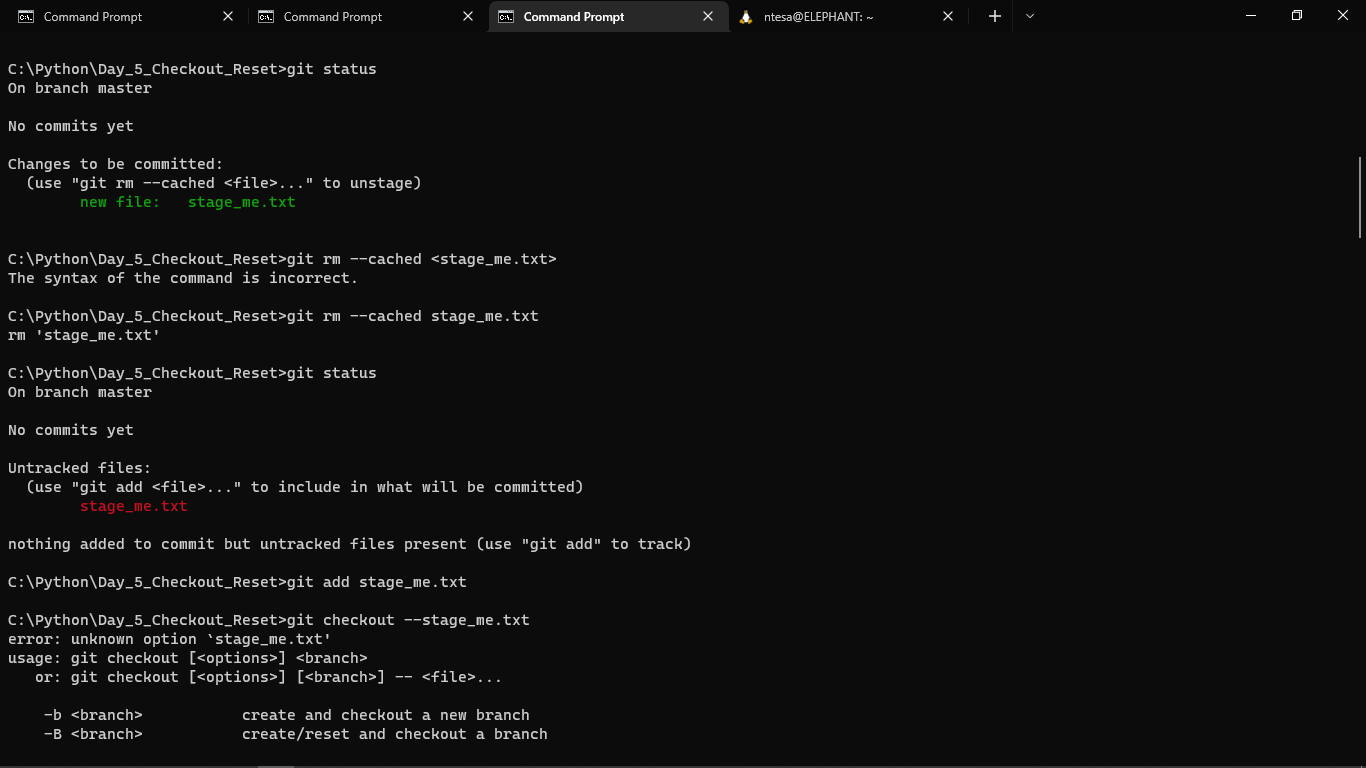 Command Prompt
Command Prompt
Command Prompt
ntesa@ELEPHANT: ~
C:\Python\Day_5_Checkout_Reset>git status
On branch master
No commits yet
Changes to be committed:
  (use "git rm --cached <file>..." to unstage)
        new file:   stage_me.txt
C:\Python\Day_5_Checkout_Reset>git rm --cached <stage_me.txt>
The syntax of the command is incorrect.
C:\Python\Day_5_Checkout_Reset>git rm --cached stage_me.txt
rm 'stage_me.txt'
C:\Python\Day_5_Checkout_Reset>git status
On branch master
No commits yet
Untracked files:
  (use "git add <file>..." to include in what will be committed)
        stage_me.txt
nothing added to commit but untracked files present (use "git add" to track)
C:\Python\Day_5_Checkout_Reset>git add stage_me.txt
C:\Python\Day_5_Checkout_Reset>git checkout --stage_me.txt
error: unknown option `stage_me.txt'
usage: git checkout [<options>] <branch>
   or: git checkout [<options>] [<branch>] -- <file>...
    -b <branch>           create and checkout a new branch
    -B <branch>           create/reset and checkout a branch